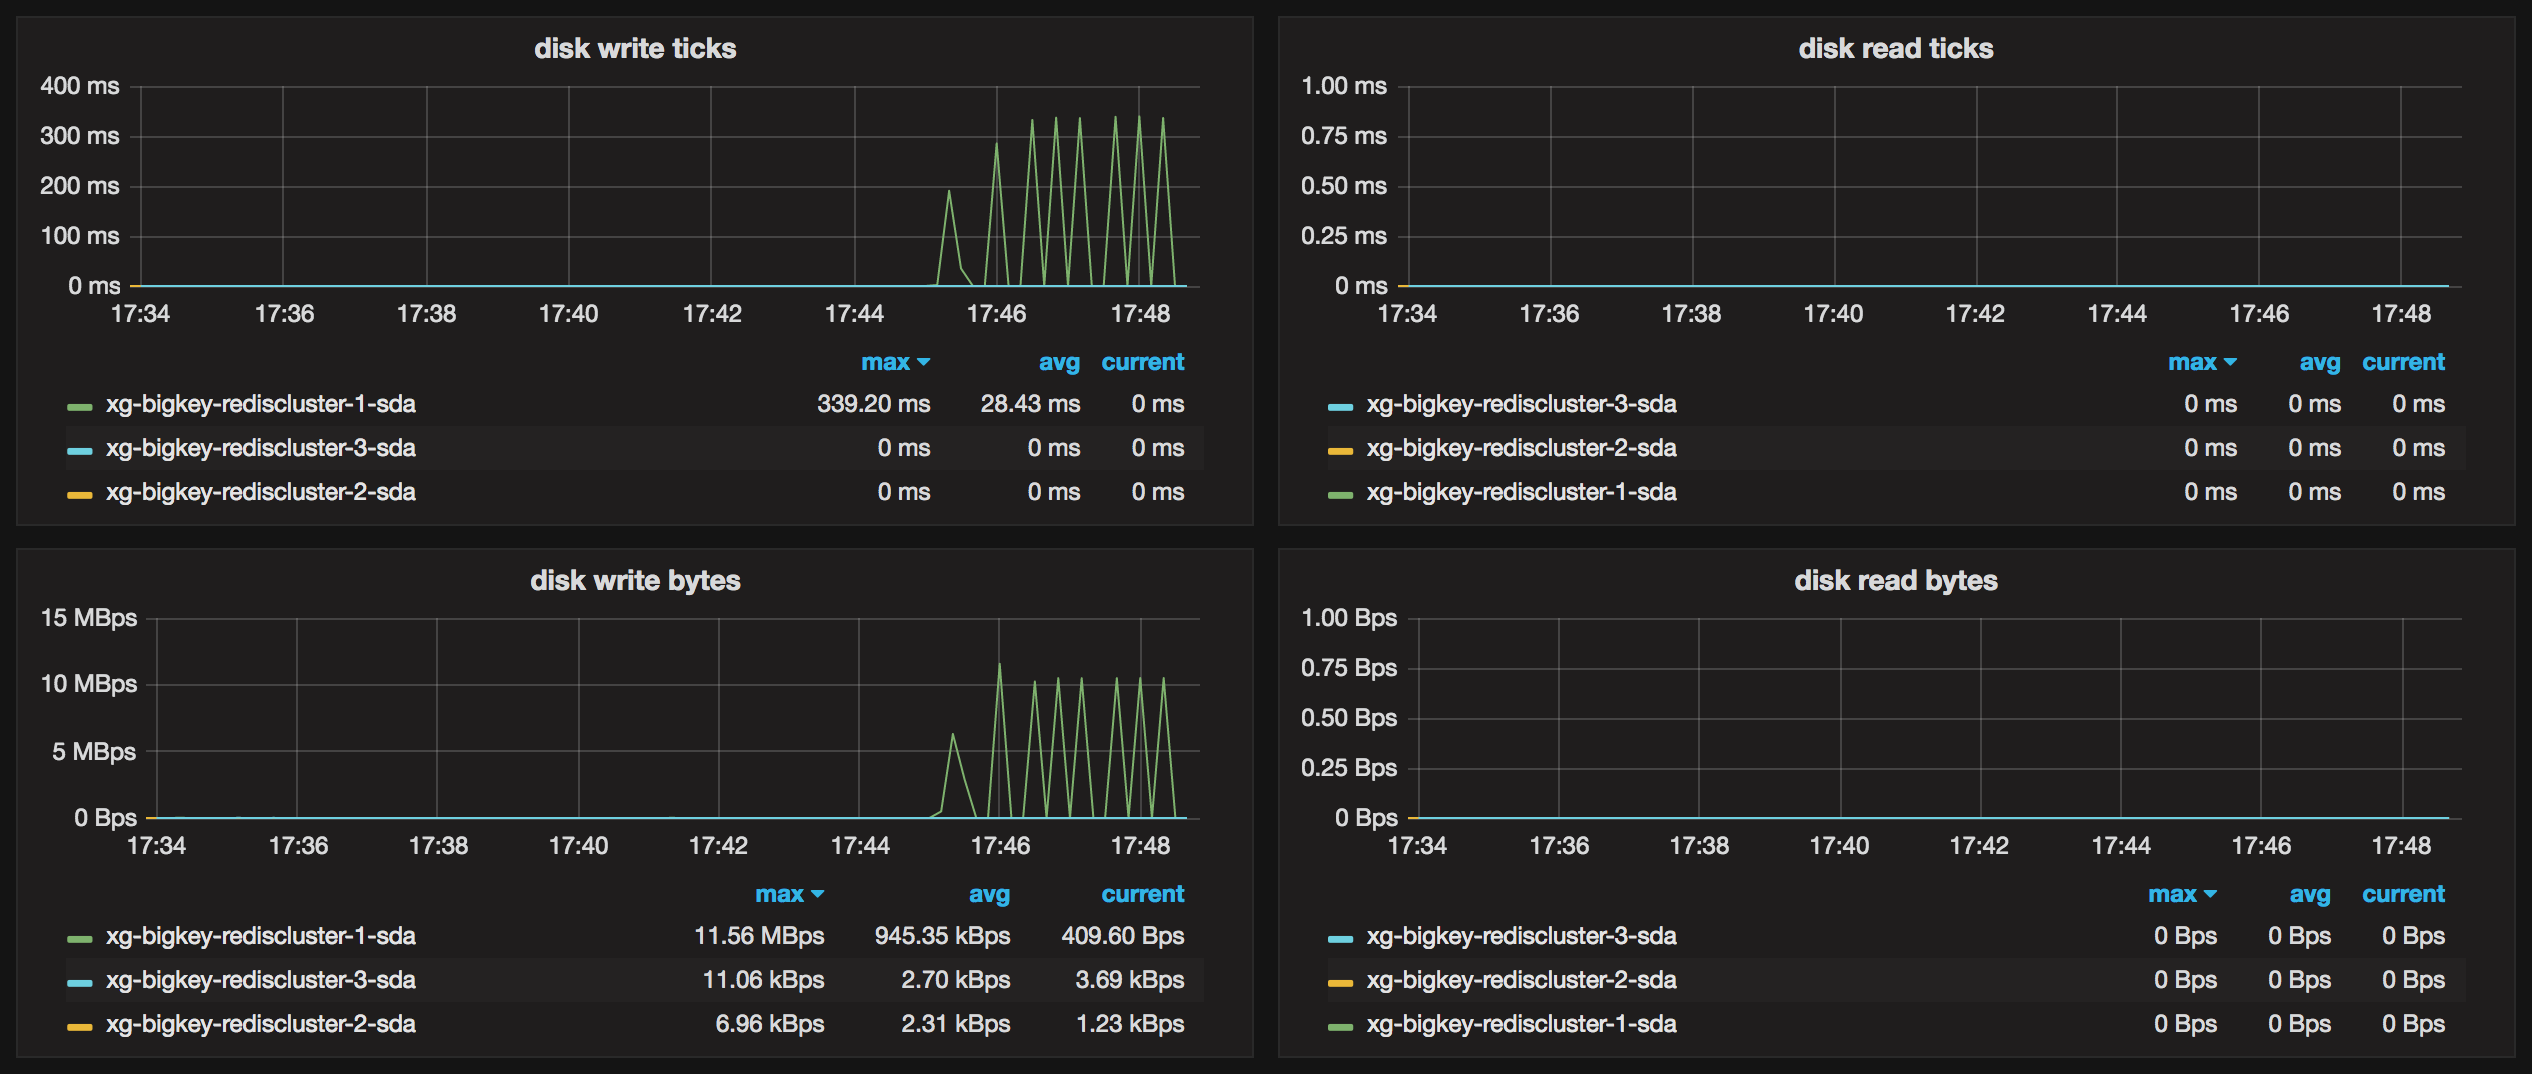 disk write ticks
400 ms
300 ms
200 ms
100 ms
0 ms
17:34 17:36 17:38 17:40 17:42 17:44 17:46 17:48
max avg current
xg-bigkey-rediscluster-1-sda 339.20 ms 28.43 ms 0 ms
xg-bigkey-rediscluster-3-sda 0 ms 0 ms 0 ms
xg-bigkey-rediscluster-2-sda 0 ms 0 ms 0 ms
disk read ticks
1.00 ms
0.75 ms
0.50 ms
0.25 ms
0 ms
17:34 17:36 17:38 17:40 17:42 17:44 17:46 17:48
max avg current
xg-bigkey-rediscluster-3-sda 0 ms 0 ms 0 ms
xg-bigkey-rediscluster-2-sda 0 ms 0 ms 0 ms
xg-bigkey-rediscluster-1-sda 0 ms 0 ms 0 ms
disk write bytes
15 MBps
10 MBps
5 MBps
0 Bps
17:34 17:36 17:38 17:40 17:42 17:44 17:46 17:48
max avg current
xg-bigkey-rediscluster-1-sda 11.56 MBps 945.35 kBps 409.60 Bps
xg-bigkey-rediscluster-3-sda 11.06 kBps 2.70 kBps 3.69 kBps
xg-bigkey-rediscluster-2-sda 6.96 kBps 2.31 kBps 1.23 kBps
disk read bytes
1.00 Bps
0.75 Bps
0.50 Bps
0.25 Bps
0 Bps
17:34 17:36 17:38 17:40 17:42 17:44 17:46 17:48
max avg current
xg-bigkey-rediscluster-3-sda 0 Bps 0 Bps 0 Bps
xg-bigkey-rediscluster-2-sda 0 Bps 0 Bps 0 Bps
xg-bigkey-rediscluster-1-sda 0 Bps 0 Bps 0 Bps